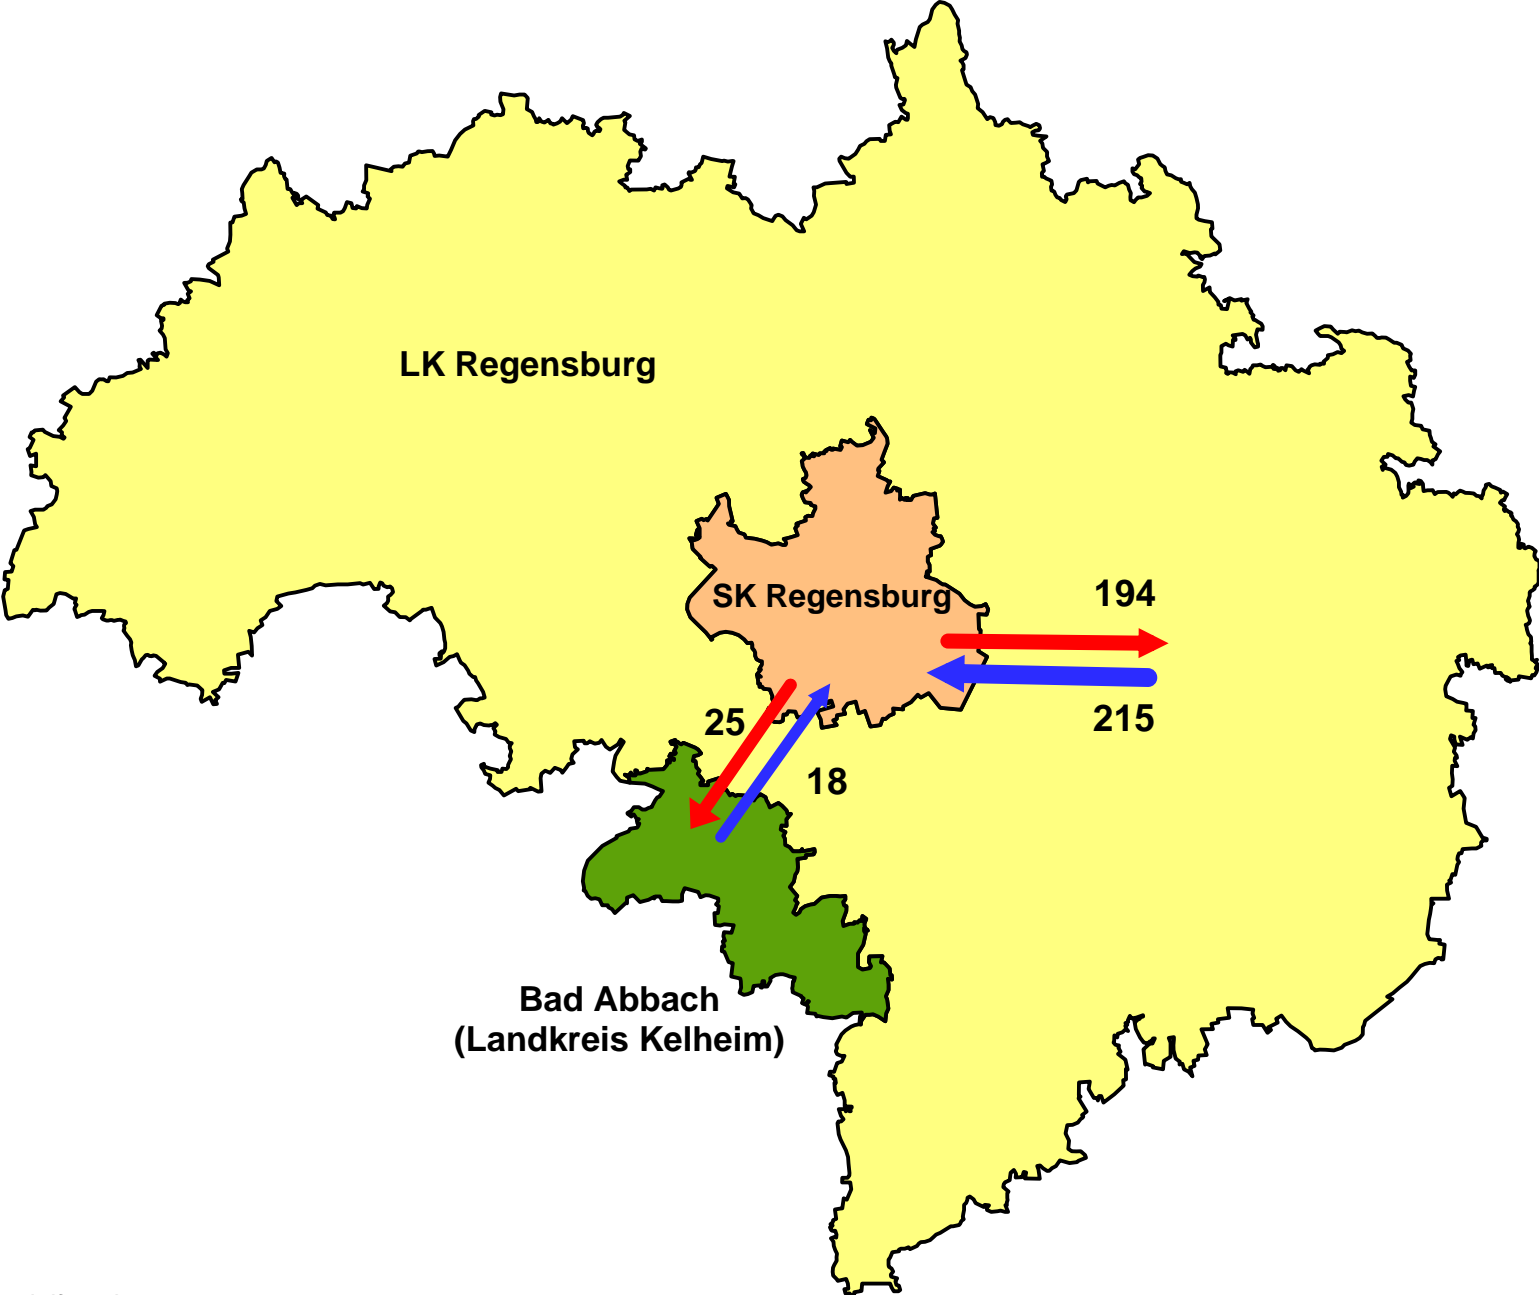 LK Regensburg
SK Regensburg
194
215
25
18
Bad Abbach
(Landkreis Kelheim)